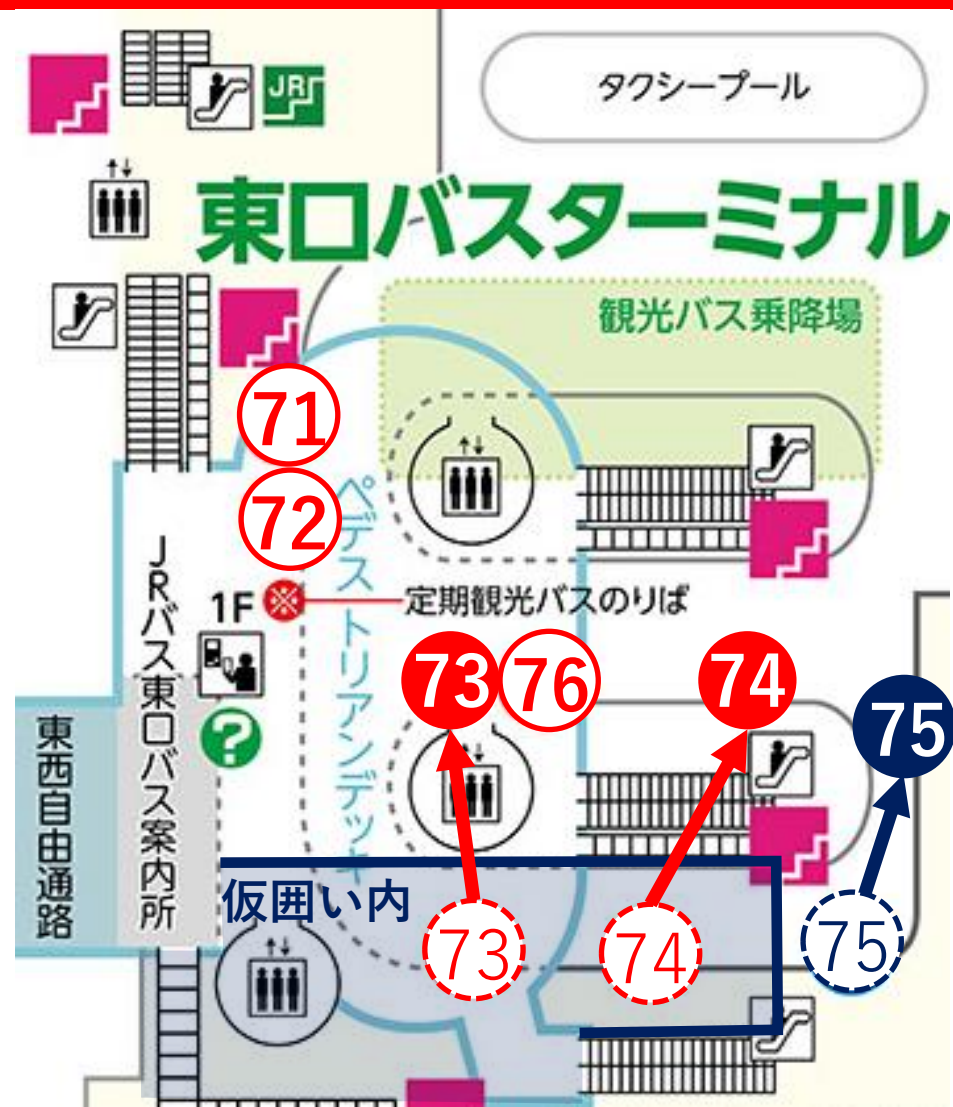 タクシープール
JR
東口バスターミナル
観光バス乗降場
71
72
ペデストリアンデッキ
JRバス東口バス案内所
1F
※
定期観光バスのりば
73
76
74
75
?
東西自由通路
仮囲い内
73
74
75